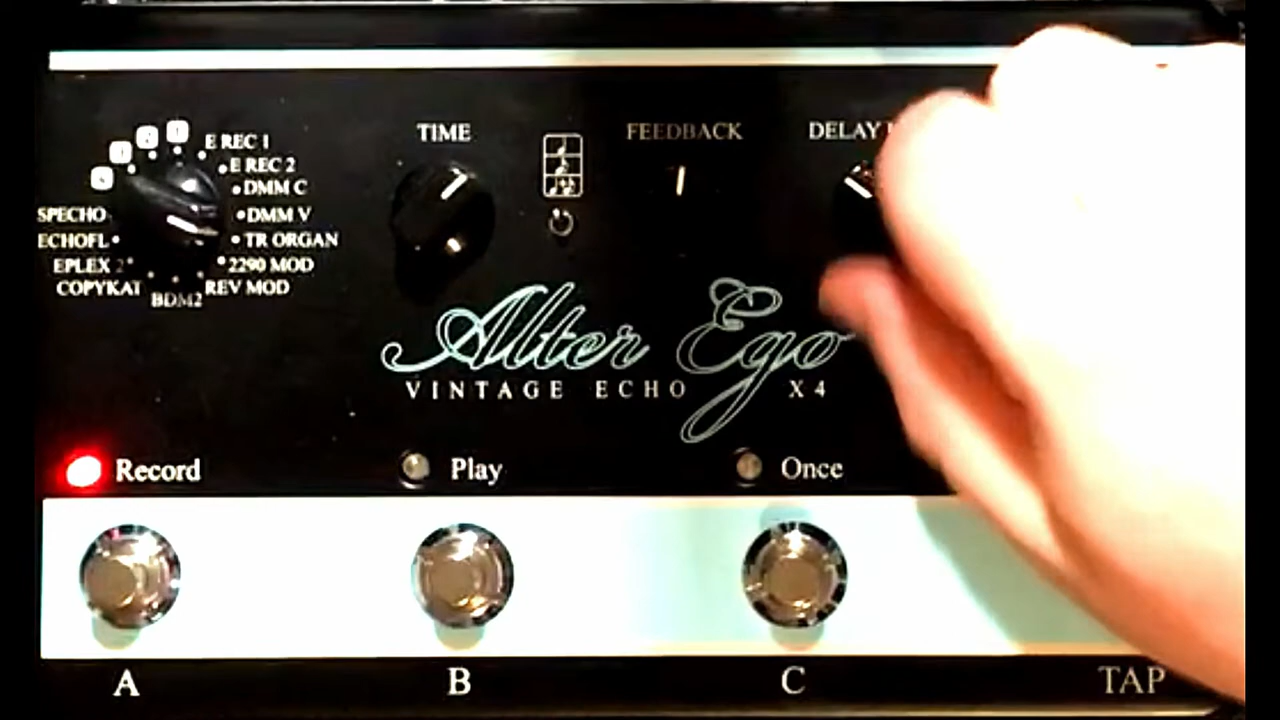 E REC 1
E REC 2
DMM C
DMM V
TR ORGAN
2290 MOD
REV MOD
BDM2
COPYKAT
EPLEX 2
ECHOFL
SPECHO
TIME
FEEDBACK
DELAY
Alter Ego
VINTAGE ECHO X4
Record
Play
Once
A
B
C
TAP